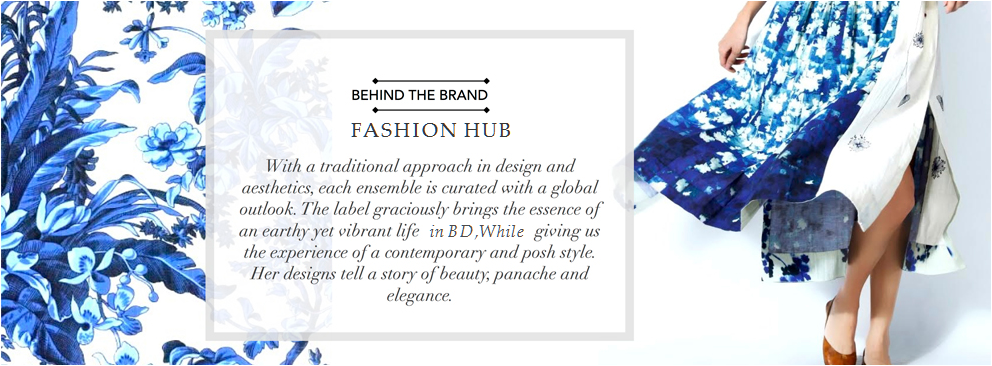 BEHIND THE BRAND
FASHION HUB
With a traditional approach in design and
aesthetics, each ensemble is curated with a global
outlook. The label graciously brings the essence of
an earthy yet vibrant life in BD,While giving us
the experience of a contemporary and posh style.
Her designs tell a story of beauty, panache and
elegance.